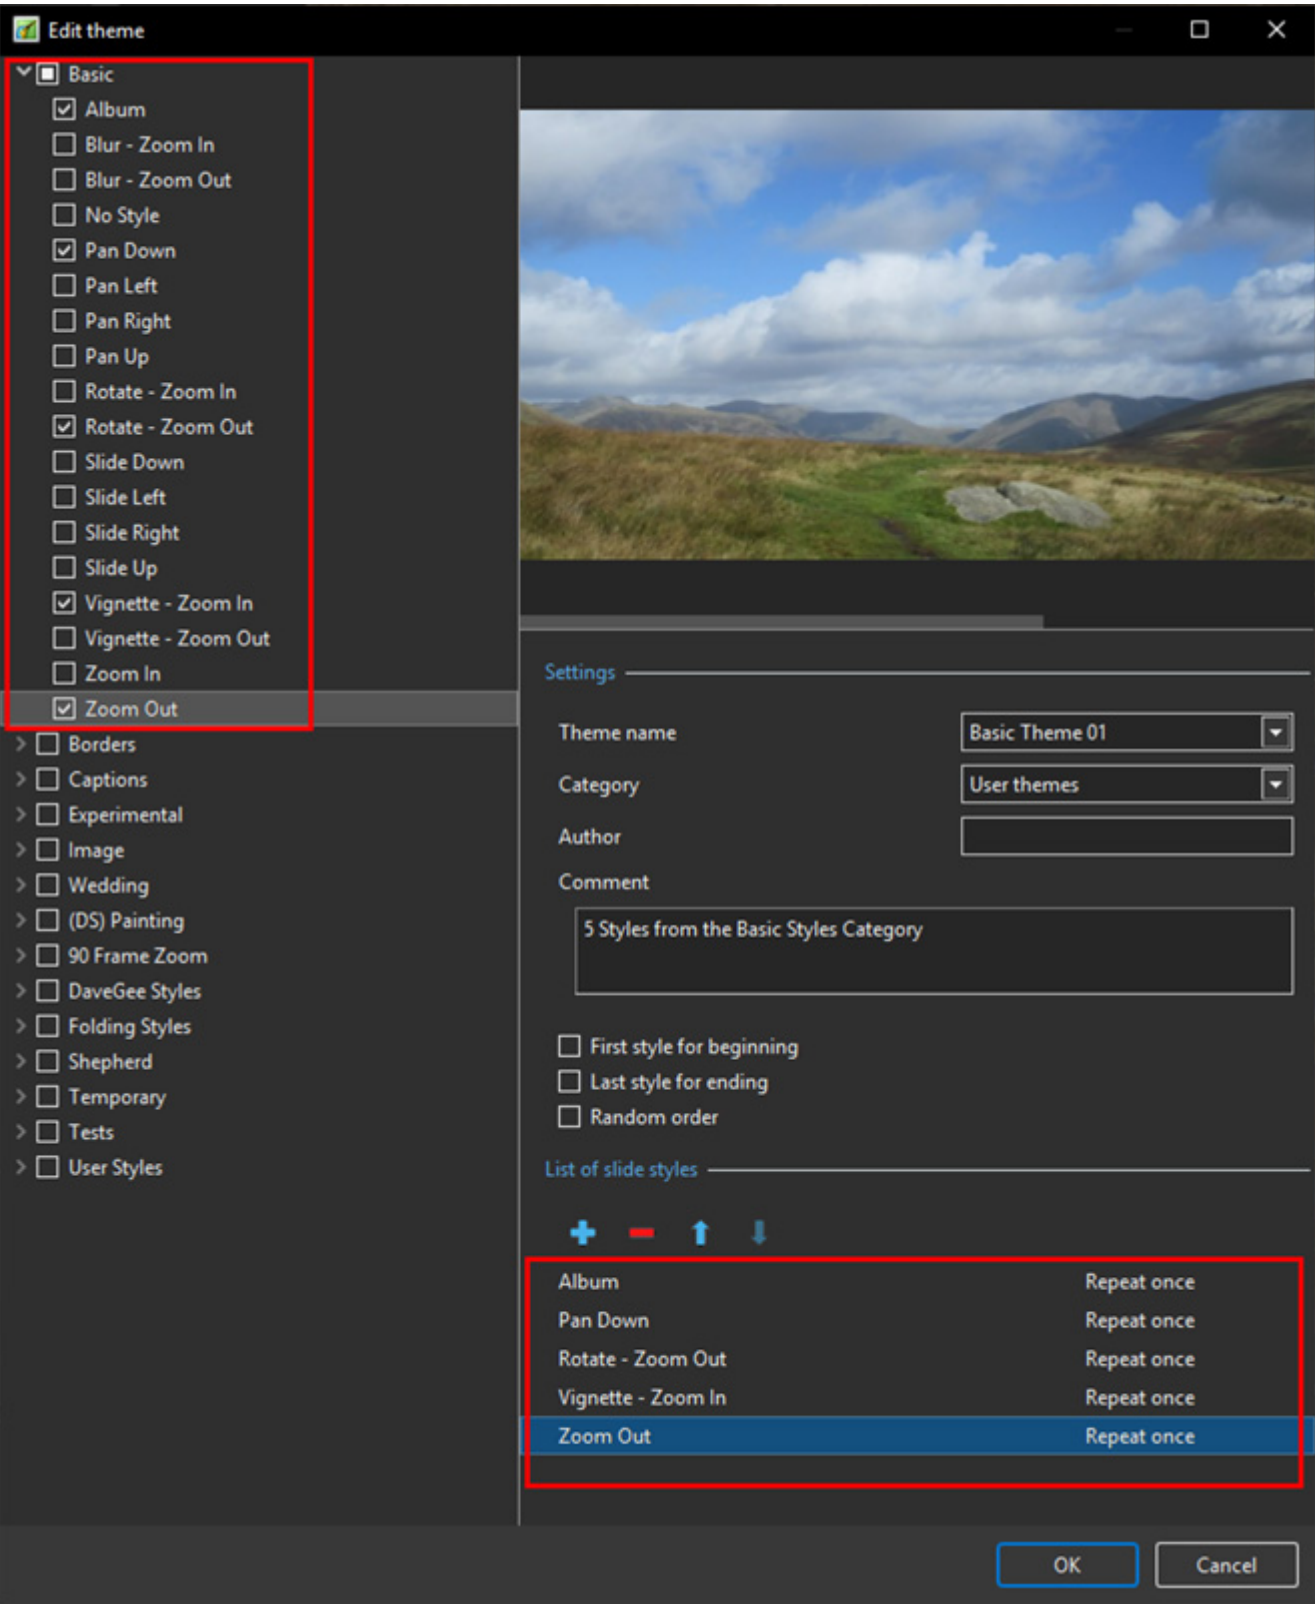 Edit theme
Basic
Album
Blur - Zoom In
Blur - Zoom Out
No Style
Pan Down
Pan Left
Pan Right
Pan Up
Rotate - Zoom In
Rotate - Zoom Out
Slide Down
Slide Left
Slide Right
Slide Up
Vignette - Zoom In
Vignette - Zoom Out
Zoom In
Zoom Out
Borders
Captions
Experimental
Image
Wedding
(DS) Painting
90 Frame Zoom
DaveGee Styles
Folding Styles
Shepherd
Temporary
Tests
User Styles
Settings
Theme name Basic Theme 01
Category User themes
Author
Comment
5 Styles from the Basic Styles Category
First style for beginning
Last style for ending
Random order
List of slide styles
Album Repeat once
Pan Down Repeat once
Rotate - Zoom Out Repeat once
Vignette - Zoom In Repeat once
Zoom Out Repeat once
OK Cancel